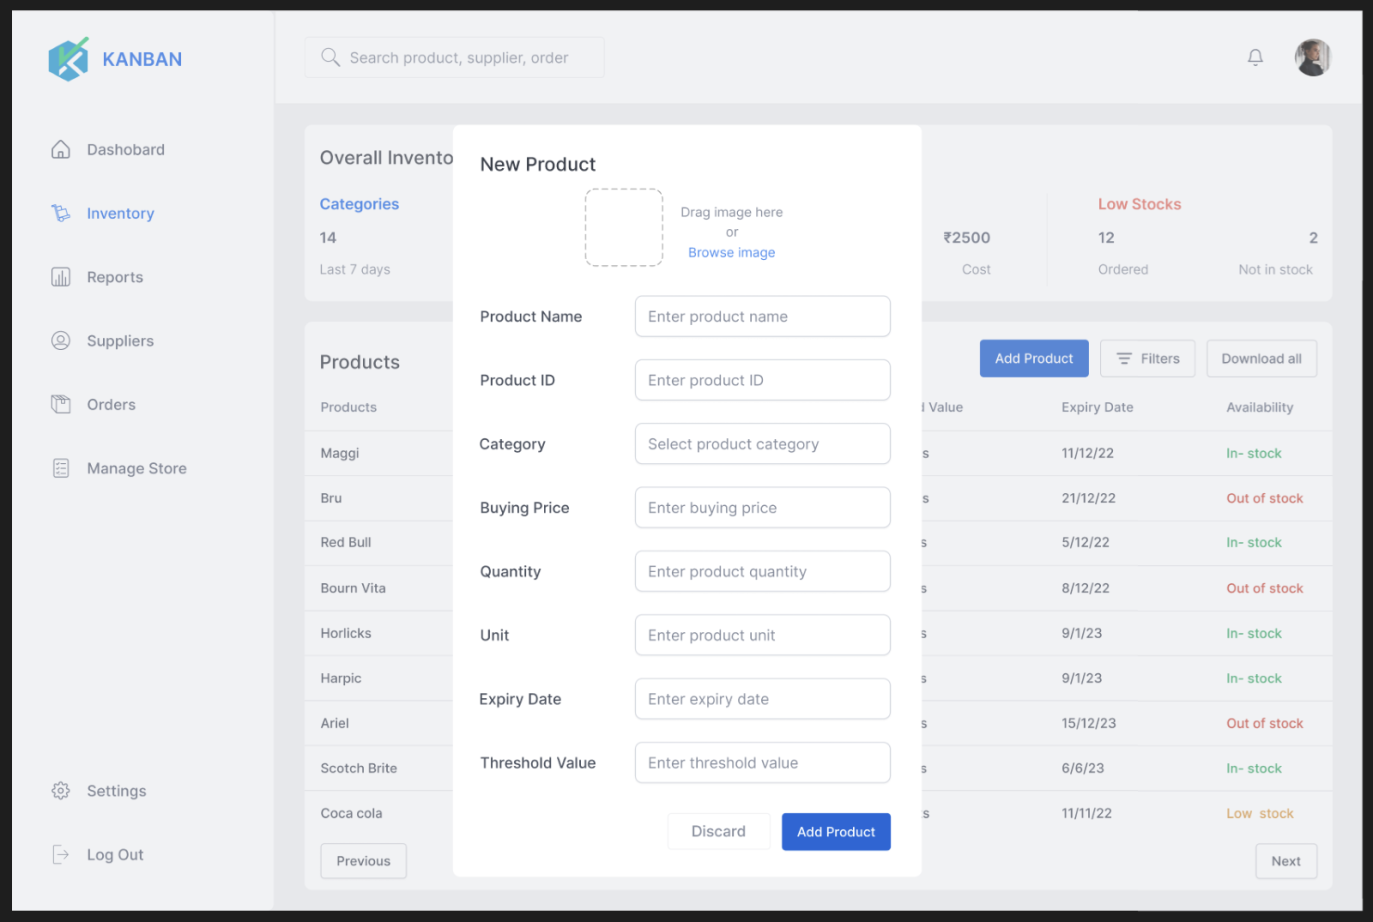 KANBAN
Search product, supplier, order
Dashobard
Inventory
Reports
Suppliers
Orders
Manage Store
Settings
Log Out
Overall Invento
Categories
14
Last 7 days
₹2500
Cost
Low Stocks
12
2
Ordered
Not in stock
Products
Add Product
Filters
Download all
Products
Value
Expiry Date
Availability
Maggi
s
11/12/22
In- stock
Bru
s
21/12/22
Out of stock
Red Bull
s
5/12/22
In- stock
Bourn Vita
s
8/12/22
Out of stock
Horlicks
s
9/1/23
In- stock
Harpic
s
9/1/23
In- stock
Ariel
s
15/12/23
Out of stock
Scotch Brite
s
6/6/23
In- stock
Coca cola
s
11/11/22
Low stock
Previous
Next
New Product
Drag image here
or
Browse image
Product Name
Enter product name
Product ID
Enter product ID
Category
Select product category
Buying Price
Enter buying price
Quantity
Enter product quantity
Unit
Enter product unit
Expiry Date
Enter expiry date
Threshold Value
Enter threshold value
Discard
Add Product